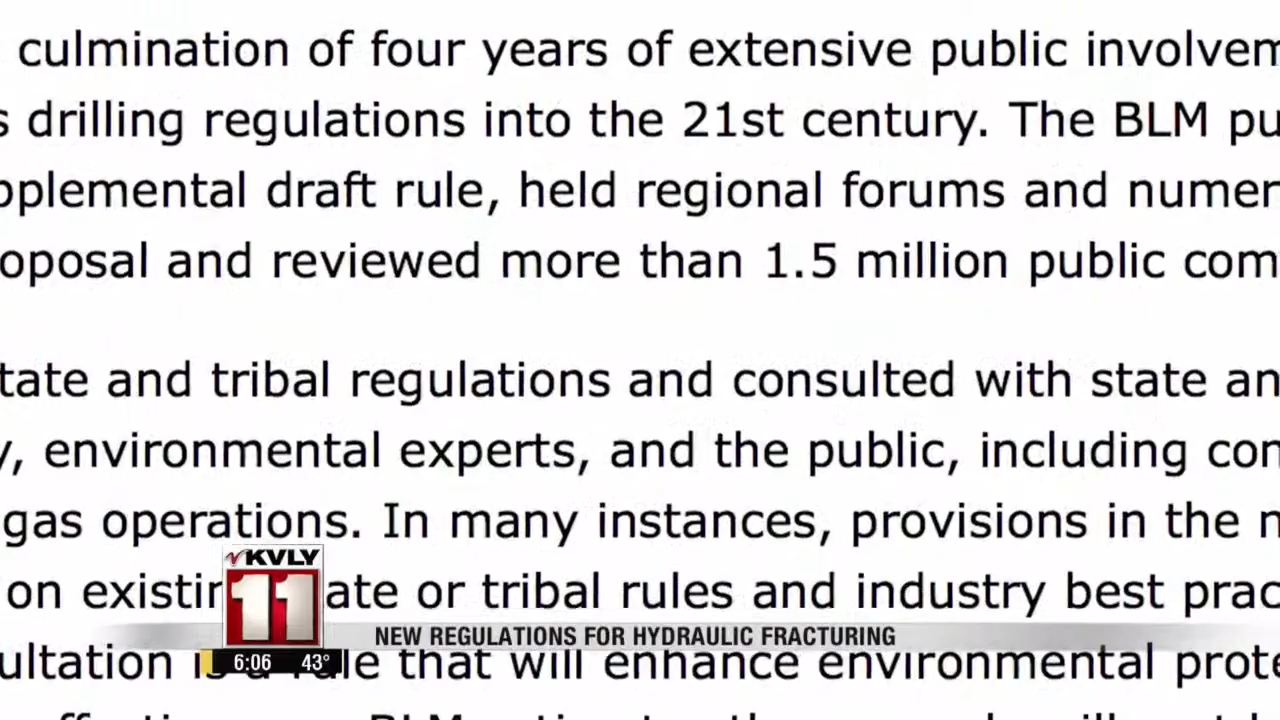 culmination of four years of extensive public involvem
s drilling regulations into the 21st century. The BLM pu
pplemental draft rule, held regional forums and numer
oposal and reviewed more than 1.5 million public com
tate and tribal regulations and consulted with state an
y, environmental experts, and the public, including con
gas operations. In many instances, provisions in the n
on existin ate or tribal rules and industry best prac
ultation is a rule that will enhance environmental prote
KVLY
11
NEW REGULATIONS FOR HYDRAULIC FRACTURING
6:06 43°